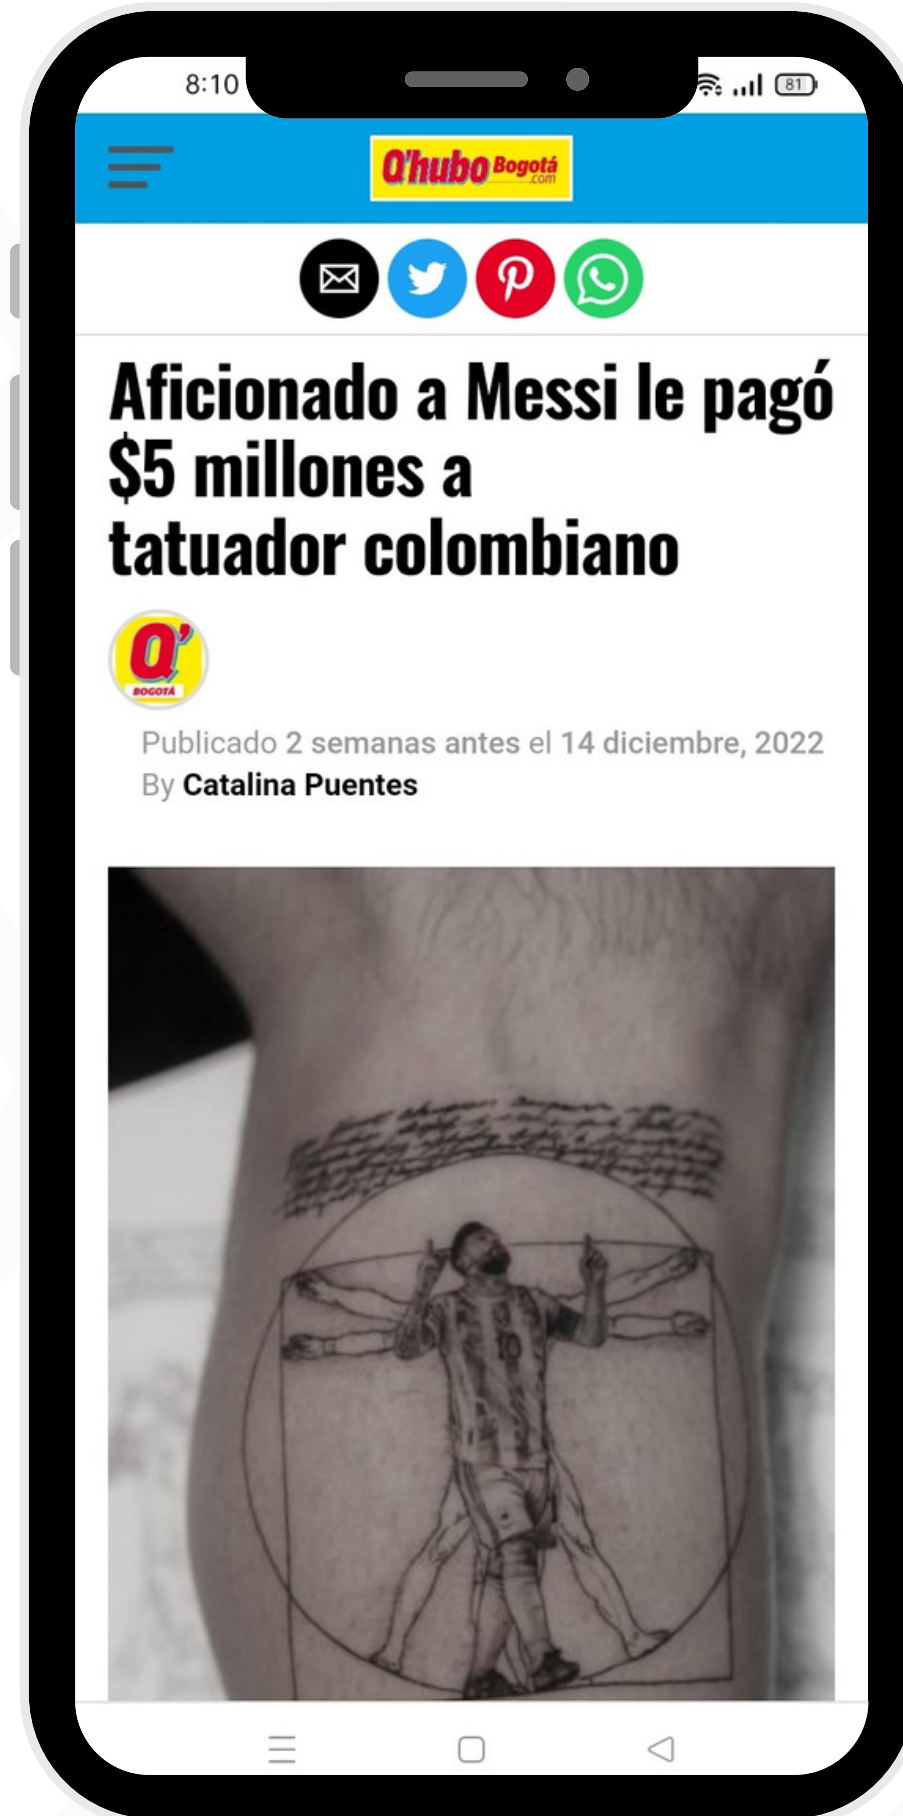 8:10
81
Q'hubo Bogotá
.com
Aficionado a Messi le pagó
$5 millones a
tatuador colombiano
Q'
BOGOTÁ
Publicado 2 semanas antes el 14 diciembre, 2022
By Catalina Puentes
10